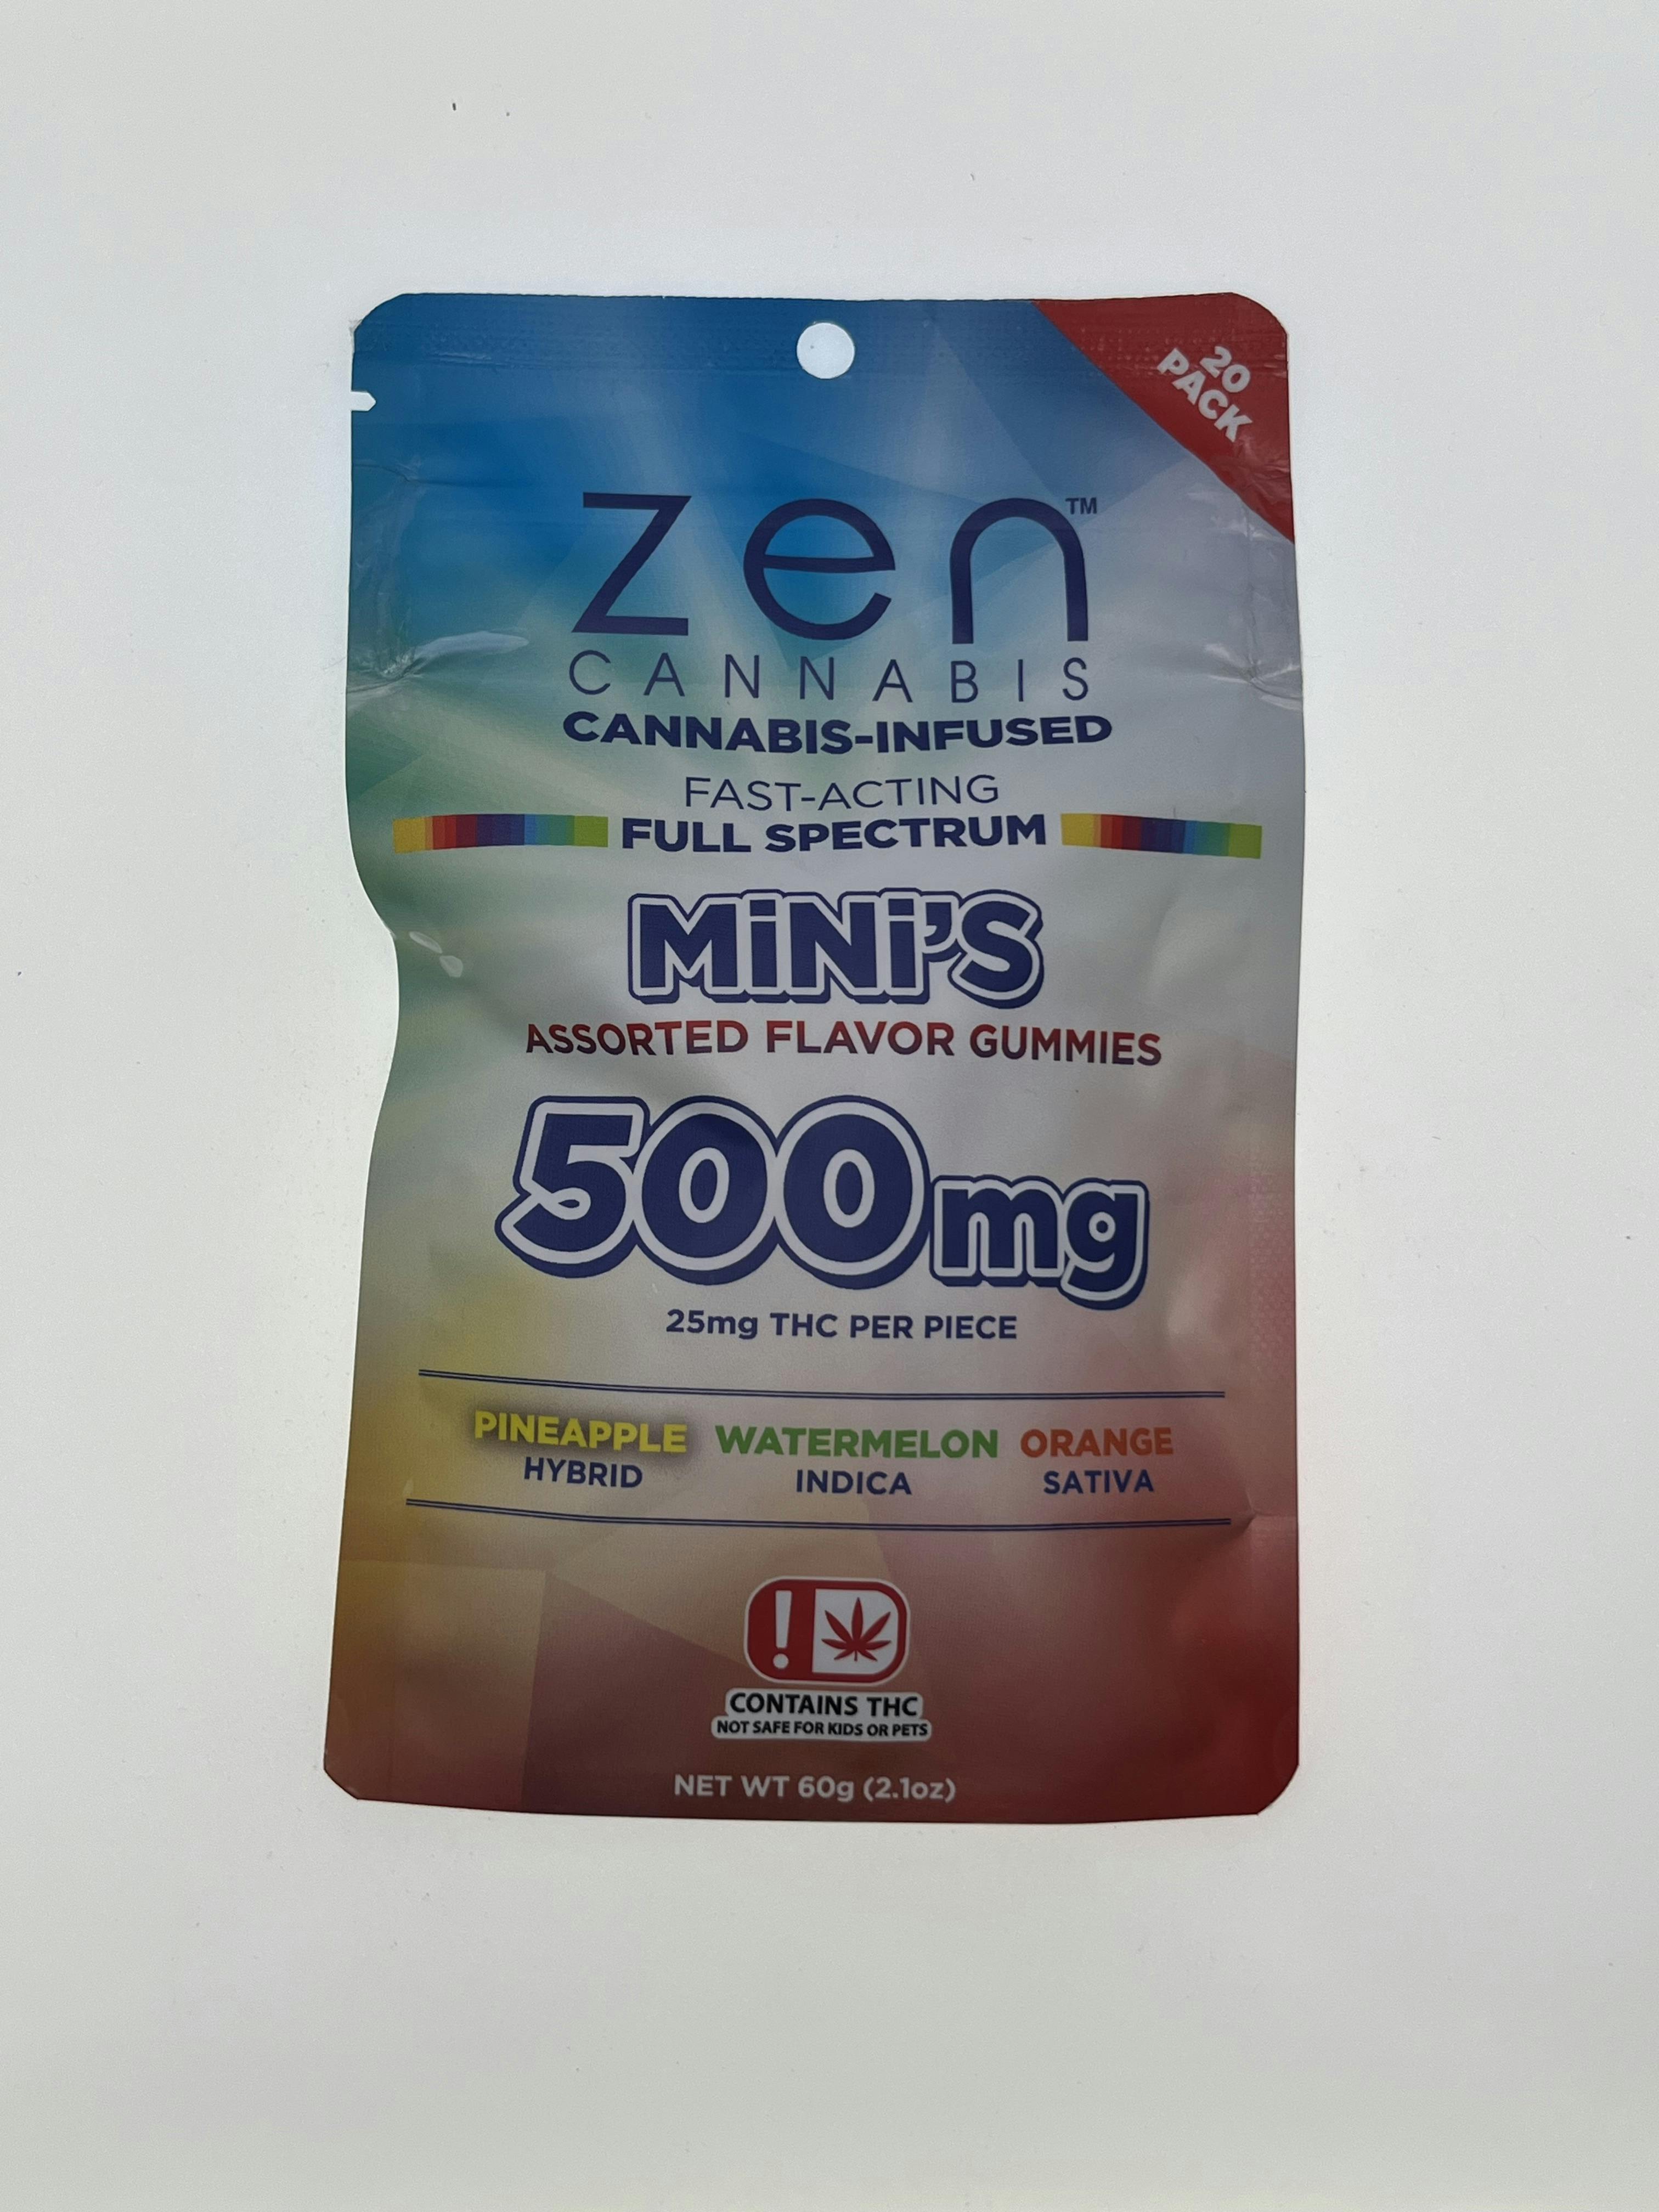 20
PACK
zen™
CANNABIS
CANNABIS-INFUSED
FAST-ACTING
FULL SPECTRUM
MiNi'S
ASSORTED FLAVOR GUMMIES
500mg
25mg THC PER PIECE
PINEAPPLE WATERMELON ORANGE
HYBRID INDICA SATIVA
!
CONTAINS THC
NOT SAFE FOR KIDS OR PETS
NET WT 60g (2.1oz)